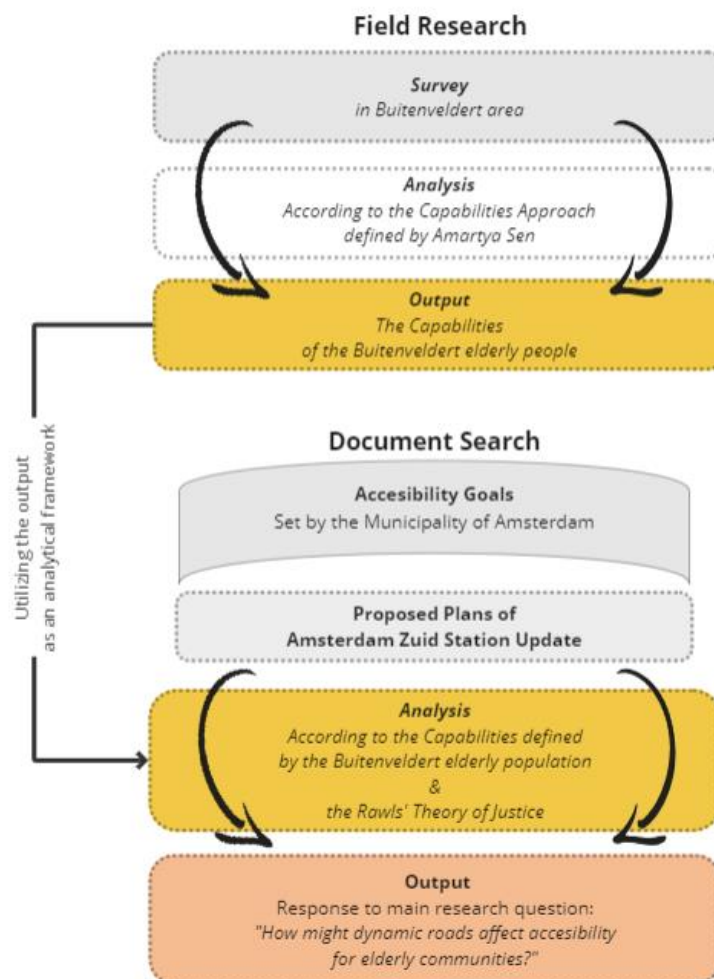 Field Research
Survey
in Buitenveldert area
Analysis
According to the Capabilities Approach
defined by Amartya Sen
Output
The Capabilities
of the Buitenveldert elderly people
Utilizing the output
as an analytical framework
Document Search
Accesibility Goals
Set by the Municipality of Amsterdam
Proposed Plans of
Amsterdam Zuid Station Update
Analysis
According to the Capabilities defined
by the Buitenveldert elderly population
&
the Rawls' Theory of Justice
Output
Response to main research question:
"How might dynamic roads affect accesibility
for elderly communities?"